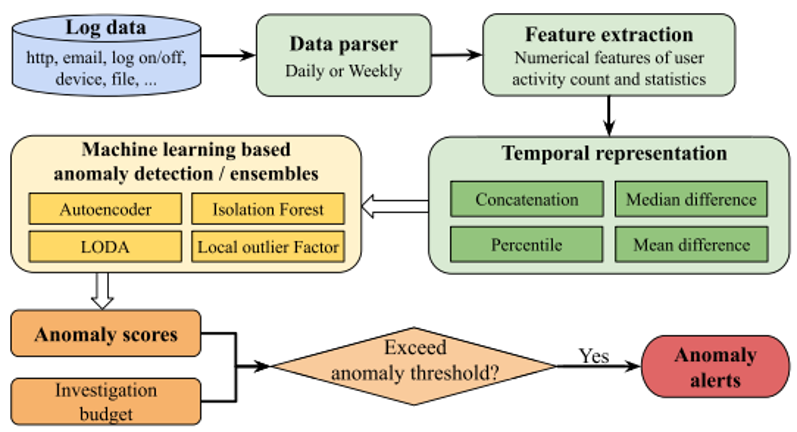 Log data
http, email, log on/off,
device, file, ...
Data parser
Daily or Weekly
Feature extraction
Numerical features of user
activity count and statistics
Temporal representation
Concatenation
Median difference
Percentile
Mean difference
Machine learning based
anomaly detection / ensembles
Autoencoder
Isolation Forest
LODA
Local outlier Factor
Anomaly scores
Investigation
budget
Exceed
anomaly threshold?
Yes
Anomaly
alerts